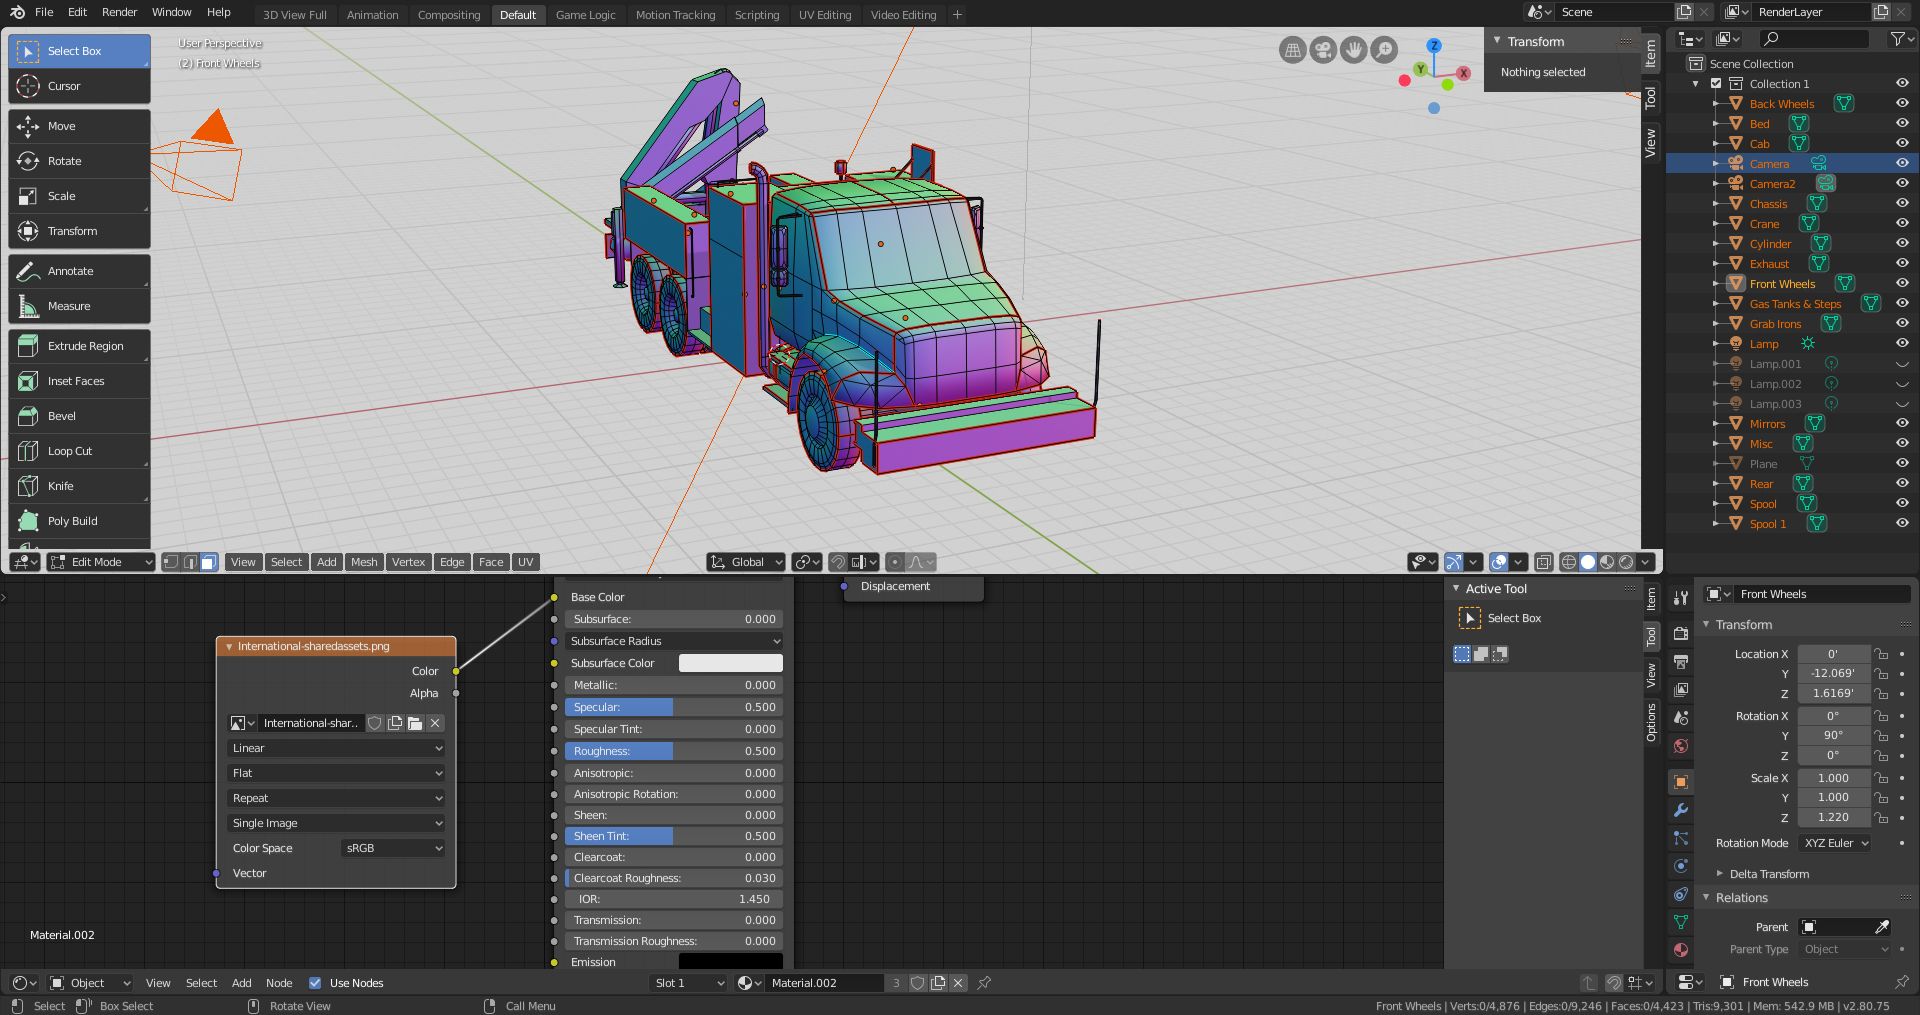 File Edit Render Window Help
3D View Full Animation Compositing Default Game Logic Motion Tracking Scripting UV Editing Video Editing
Scene
RenderLayer
Select Box
Cursor
Move
Rotate
Scale
Transform
Annotate
Measure
Extrude Region
Inset Faces
Bevel
Loop Cut
Knife
Poly Build
User Perspective
(2) Front Wheels
Z
Y
X
Transform
Nothing selected
Item
Tool
View
Scene Collection
Collection 1
Back Wheels
Bed
Cab
Camera
Camera2
Chassis
Crane
Cylinder
Exhaust
Front Wheels
Gas Tanks & Steps
Grab Irons
Lamp
Lamp.001
Lamp.002
Lamp.003
Mirrors
Misc
Plane
Rear
Spool
Spool 1
Edit Mode View Select Add Mesh Vertex Edge Face UV
Global
International-sharedassets.png
Color
Alpha
International-shar..
Linear
Flat
Repeat
Single Image
Color Space sRGB
Vector
Material.002
Base Color
Subsurface: 0.000
Subsurface Radius
Subsurface Color
Metallic: 0.000
Specular: 0.500
Specular Tint: 0.000
Roughness: 0.500
Anisotropic: 0.000
Anisotropic Rotation: 0.000
Sheen: 0.000
Sheen Tint: 0.500
Clearcoat: 0.000
Clearcoat Roughness: 0.030
IOR: 1.450
Transmission: 0.000
Transmission Roughness: 0.000
Emission
Displacement
Active Tool
Select Box
Item
Tool
View
Options
Front Wheels
Transform
Location X 0'
Y -12.069'
Z 1.6169'
Rotation X 0°
Y 90°
Z 0°
Scale X 1.000
Y 1.000
Z 1.220
Rotation Mode XYZ Euler
Delta Transform
Relations
Parent
Parent Type Object
Front Wheels
Object View Select Add Node Use Nodes
Slot 1
Material.002 3
Select Box Select Rotate View Call Menu
Front Wheels | Verts:0/4,876 | Edges:0/9,246 | Faces:0/4,423 | Tris:9,301 | Mem: 542.9 MB | v2.80.75